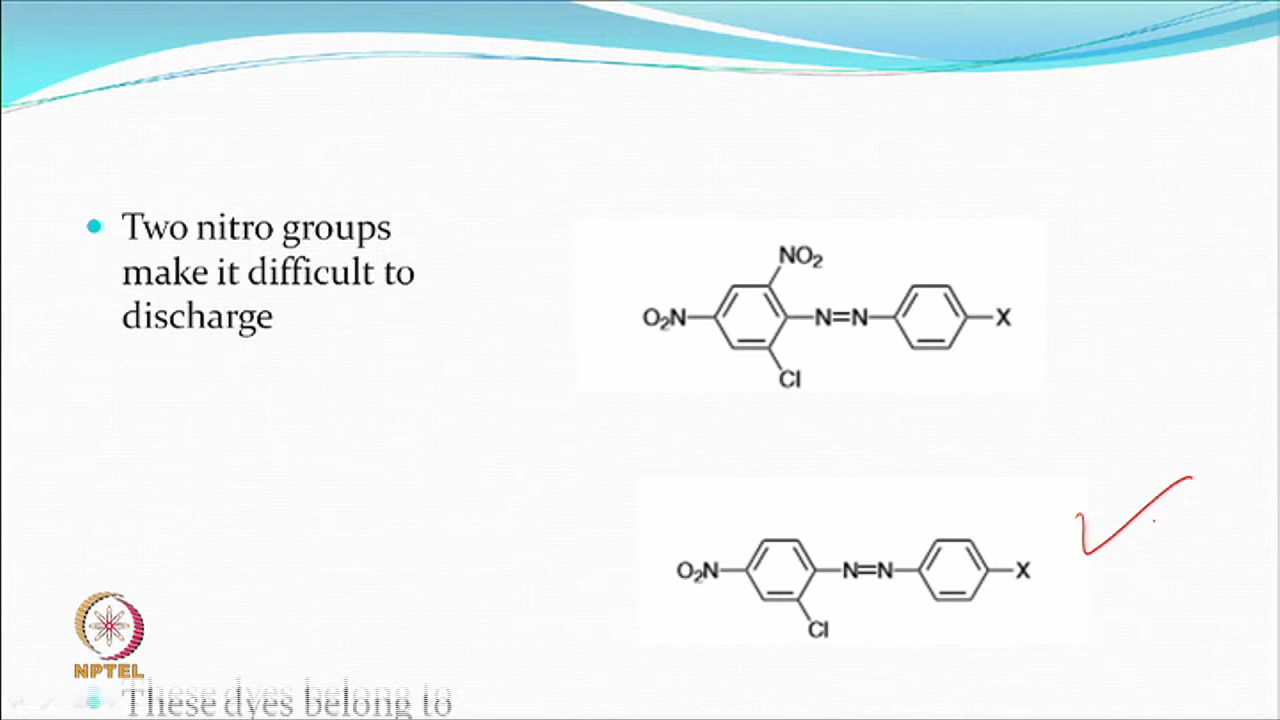 Two nitro groups
make it difficult to
discharge
NO₂
O₂N
N=N
X
Cl
O₂N
N=N
X
Cl
NPTEL
These dyes belong to